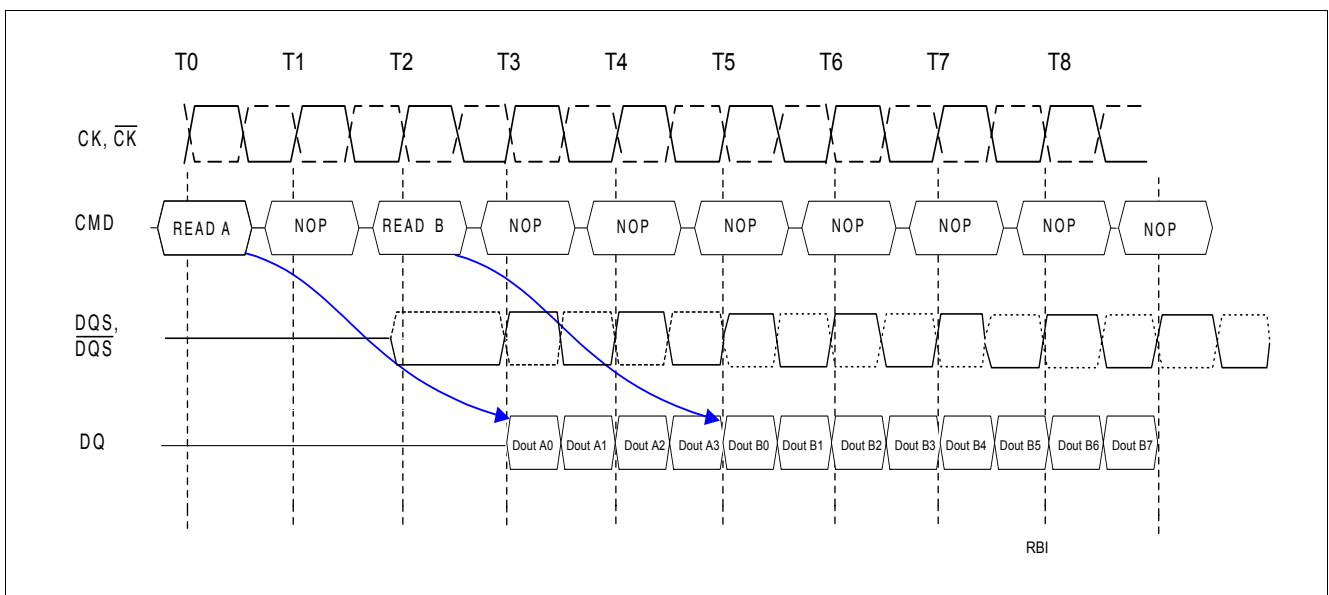 T0 T1 T2 T3 T4 T5 T6 T7 T8
CK, CK
CMD READ A NOP READ B NOP NOP NOP NOP NOP NOP NOP
DQS,
DQS
DQ Dout A0 Dout A1 Dout A2 Dout A3 Dout B0 Dout B1 Dout B2 Dout B3 Dout B4 Dout B5 Dout B6 Dout B7
RBI